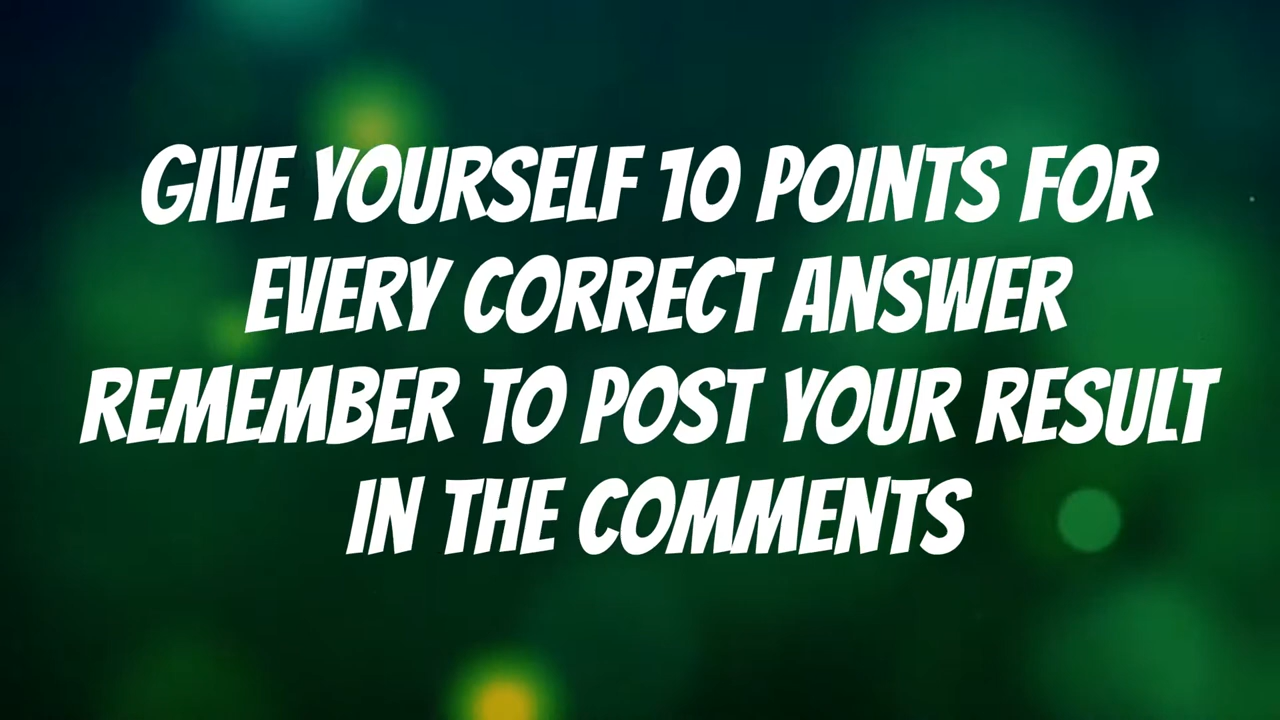 GIVE YOURSELF 10 POINTS FOR
EVERY CORRECT ANSWER
REMEMBER TO POST YOUR RESULT
IN THE COMMENTS